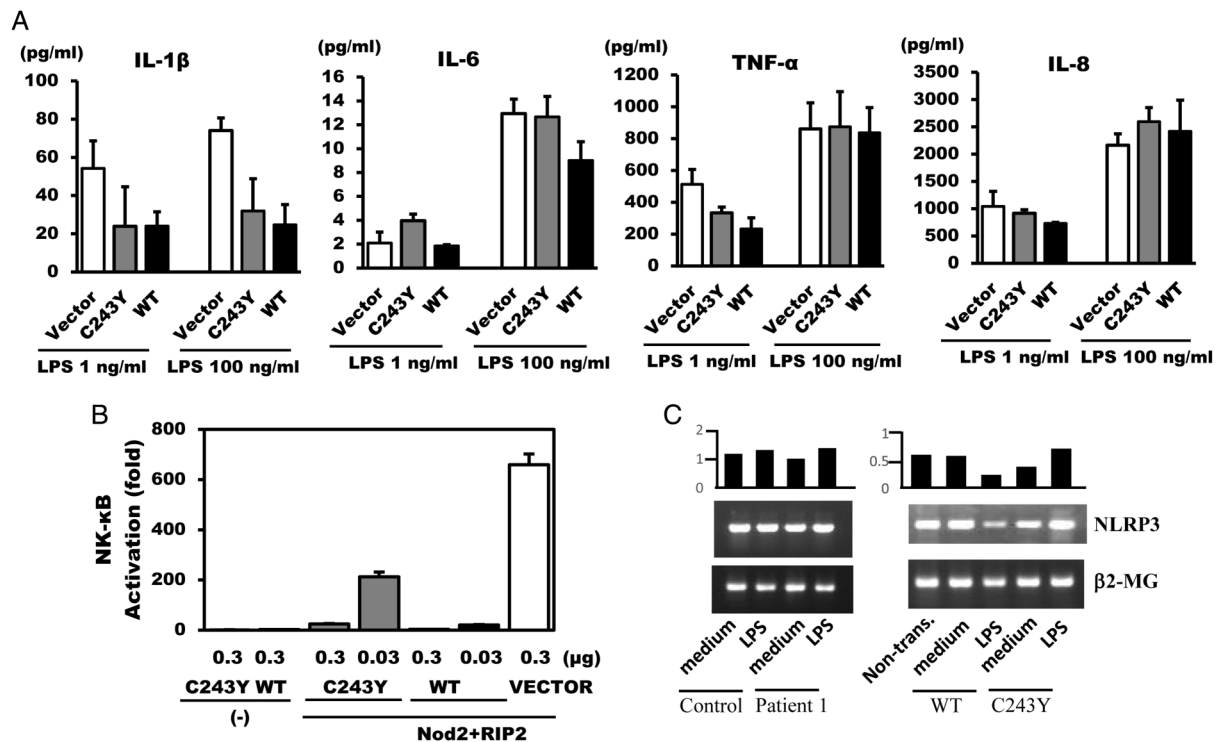 A
(pg/ml) IL-1β
100
80
60
40
20
0
Vector C243Y WT Vector C243Y WT
LPS 1 ng/ml LPS 100 ng/ml
(pg/ml)
IL-6
16
14
12
10
8
6
4
2
0
Vector C243Y WT Vector C243Y WT
LPS 1 ng/ml LPS 100 ng/ml
(pg/ml)
TNF-α
1200
1000
800
600
400
200
0
Vector C243Y WT Vector C243Y WT
LPS 1 ng/ml LPS 100 ng/ml
(pg/ml)
IL-8
3500
3000
2500
2000
1500
1000
500
0
Vector C243Y WT Vector C243Y WT
LPS 1 ng/ml LPS 100 ng/ml
B
NK-κB
Activation (fold)
800
600
400
200
0
0.3 0.3 0.3 0.03 0.3 0.03 0.3 (μg)
C243Y WT C243Y WT VECTOR
(-)
Nod2+RIP2
C
2
1
0
1
0.5
0
NLRP3
β2-MG
medium LPS medium LPS
Control Patient 1
Non-trans. medium LPS medium LPS
WT C243Y